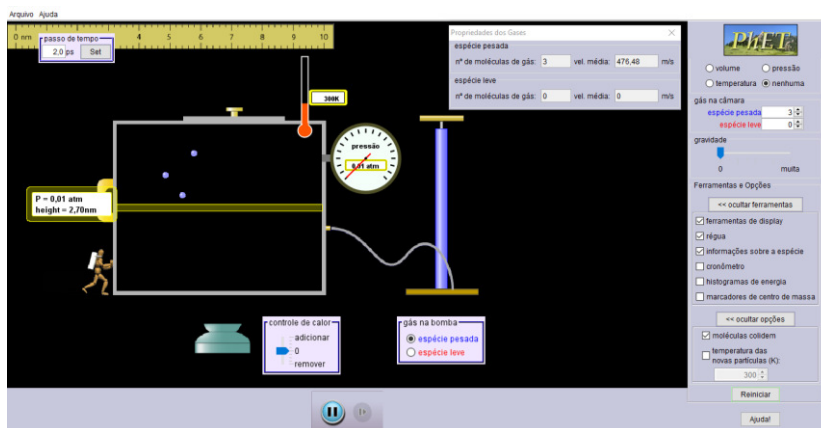 Arquivo Ajuda
0 nm
4 5 6 7 8 9 10
passo de tempo
2,0 ps Set
300K
pressão
0,01 atm
P = 0,01 atm
height = 2,70nm
controle de calor
adicionar
0
remover
gás na bomba
espécie pesada
espécie leve
Propriedades dos Gases
espécie pesada
nº de moléculas de gás: 3 vel. média: 476,48 m/s
espécie leve
nº de moléculas de gás: 0 vel. média: 0 m/s
PhET
volume pressão
temperatura nenhuma
gás na câmara
espécie pesada 3
espécie leve 0
gravidade
0 muita
Ferramentas e Opções
<< ocultar ferramentas
ferramentas de display
régua
informações sobre a espécie
cronômetro
histogramas de energia
marcadores de centro de massa
<< ocultar opções
moléculas colidem
temperatura das
novas partículas (K):
300
Reiniciar
Ajuda!